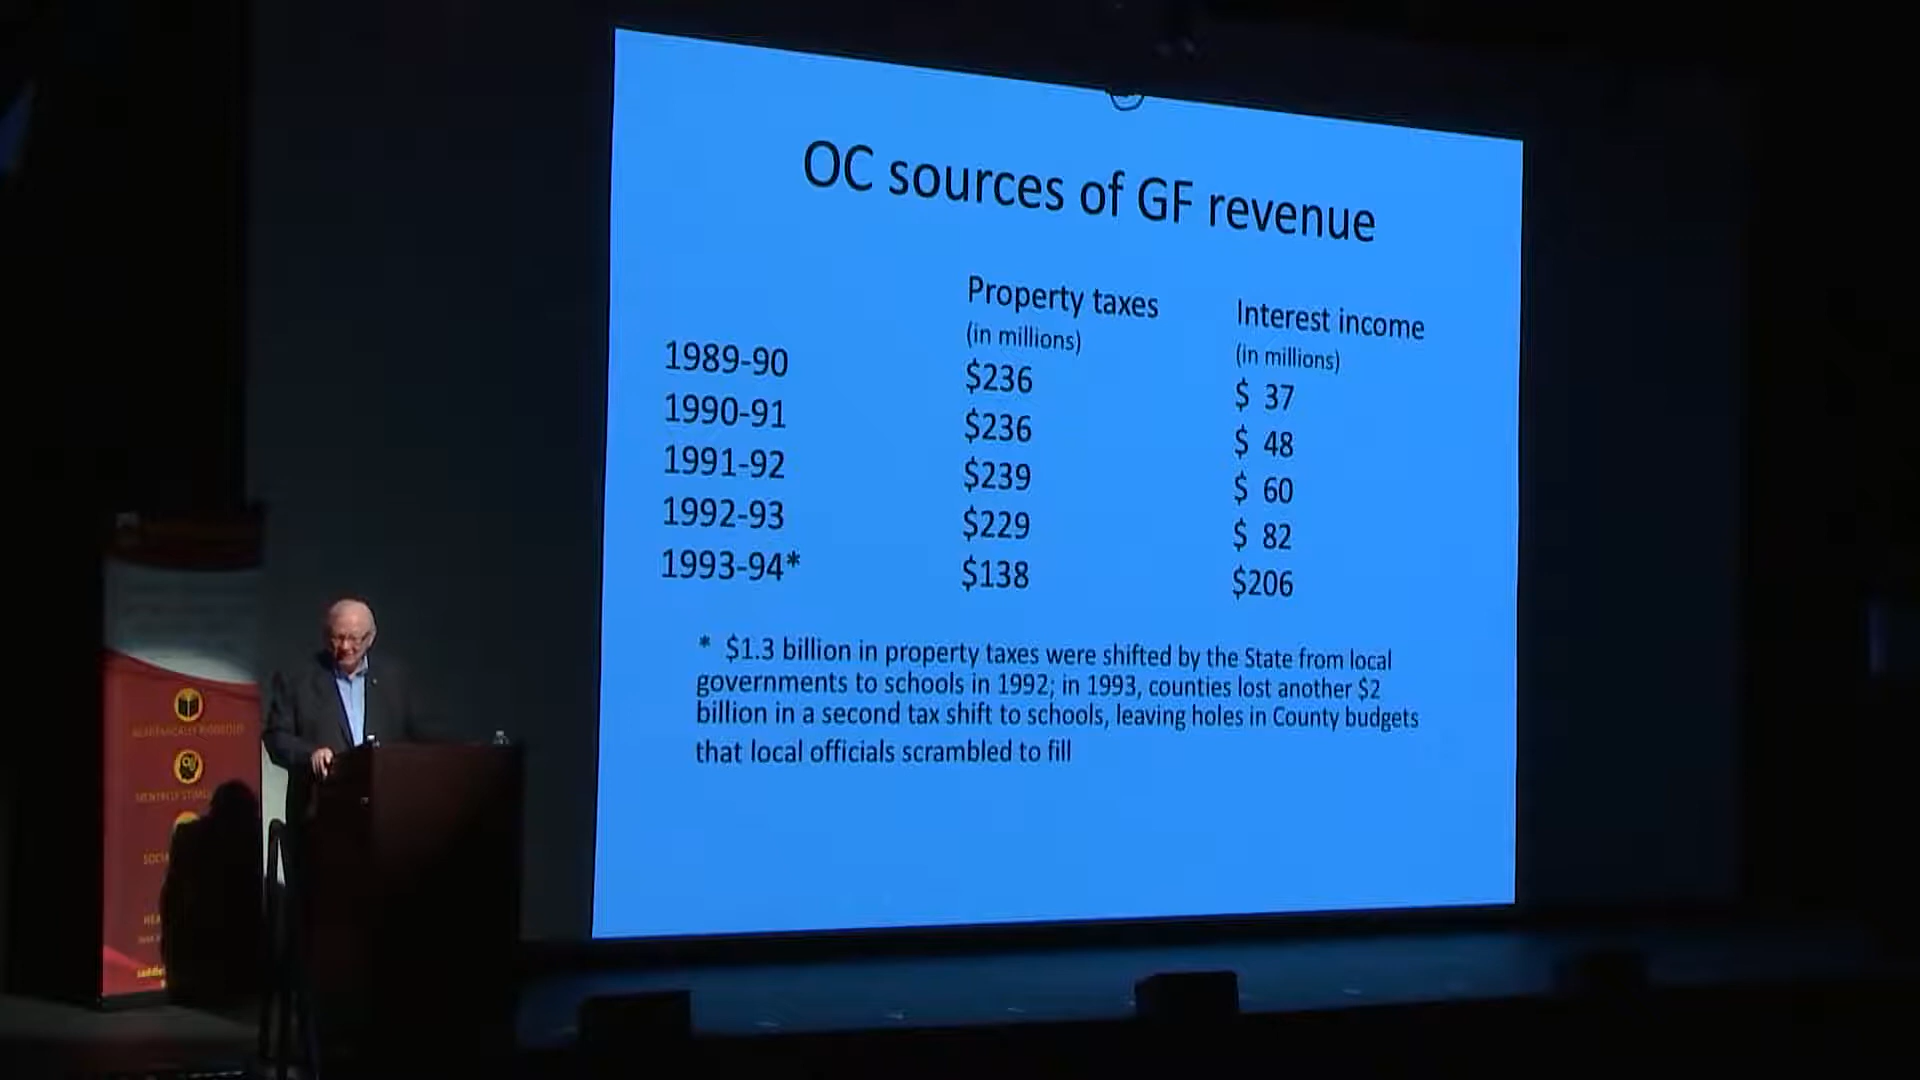 OC sources of GF revenue
Property taxes Interest income
(in millions) (in millions)
1989-90 $236 $ 37
1990-91 $236 $ 48
1991-92 $239 $ 60
1992-93 $229 $ 82
1993-94* $138 $206
* $1.3 billion in property taxes were shifted by the State from local
governments to schools in 1992; in 1993, counties lost another $2
billion in a second tax shift to schools, leaving holes in County budgets
that local officials scrambled to fill
ACADEMICALLY RIGOROUS
MENTALLY